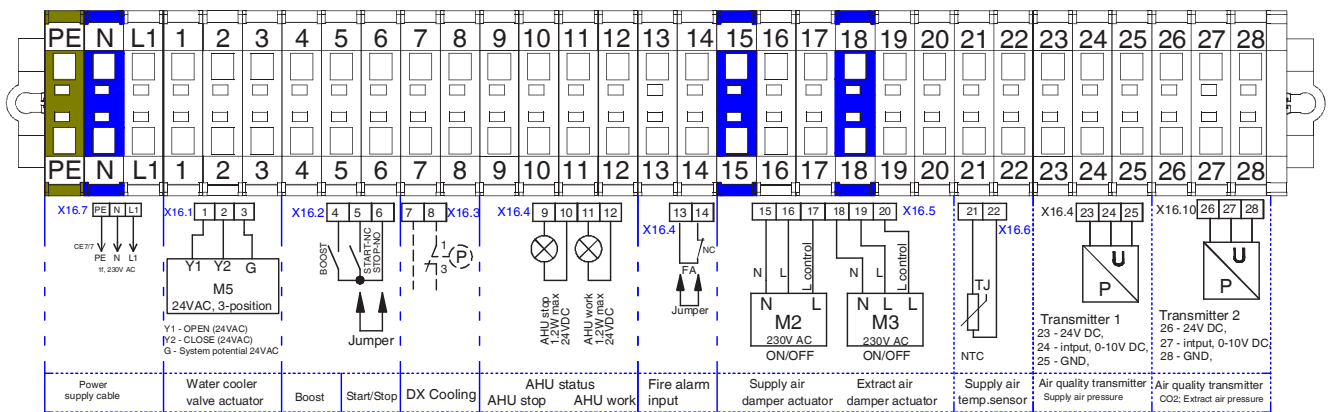 PE N L1 1 2 3 4 5 6 7 8 9 10 11 12 13 14 15 16 17 18 19 20 21 22 23 24 25 26 27 28
PE N L1 1 2 3 4 5 6 7 8 9 10 11 12 13 14 15 16 17 18 19 20 21 22 23 24 25 26 27 28
X16.7 PE N L1
CE7/7
PE N L1
1f, 230V AC
X16.1 1 2 3
Y1 Y2 G
M5
24VAC, 3-position
Y1 - OPEN (24VAC)
Y2 - CLOSE (24VAC)
G - System potential 24VAC
X16.2 4 5 6
BOOST
START-NC
STOP-NO
Jumper
7 8 X16.3
1
3
P
X16.4 9 10 11 12
AHU stop
1.2W max
24VDC
AHU work
1.2W max
24VDC
13 14
X16.4
NC
FA
Jumper
15 16 17 18 19 20 X16.5
N L L control
N L
M2
230V AC
ON/OFF
N L L control
N L
M3
230V AC
ON/OFF
21 22
X16.6
TJ
NTC
X16.4 23 24 25
U
P
Transmitter 1
23 - 24V DC,
24 - intput, 0-10V DC,
25 - GND,
X16.10 26 27 28
U
P
Transmitter 2
26 - 24V DC,
27 - intput, 0-10V DC,
28 - GND,
Power
supply cable
Water cooler
valve actuator
Boost
Start/Stop
DX Cooling
AHU status
AHU stop AHU work
Fire alarm
input
Supply air
damper actuator
Extract air
damper actuator
Supply air
temp.sensor
Air quality transmitter
Supply air pressure
Air quality transmitter
CO2; Extract air pressure